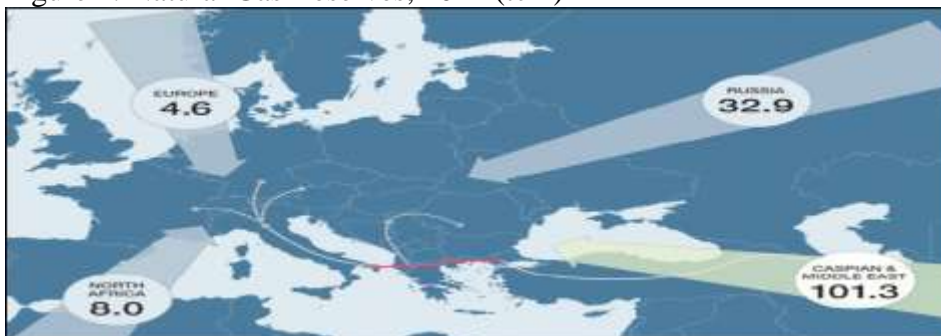 EUROPE
4.6
RUSSIA
32.9
NORTH
AFRICA
8.0
CASPIAN &
MIDDLE EAST
101.3